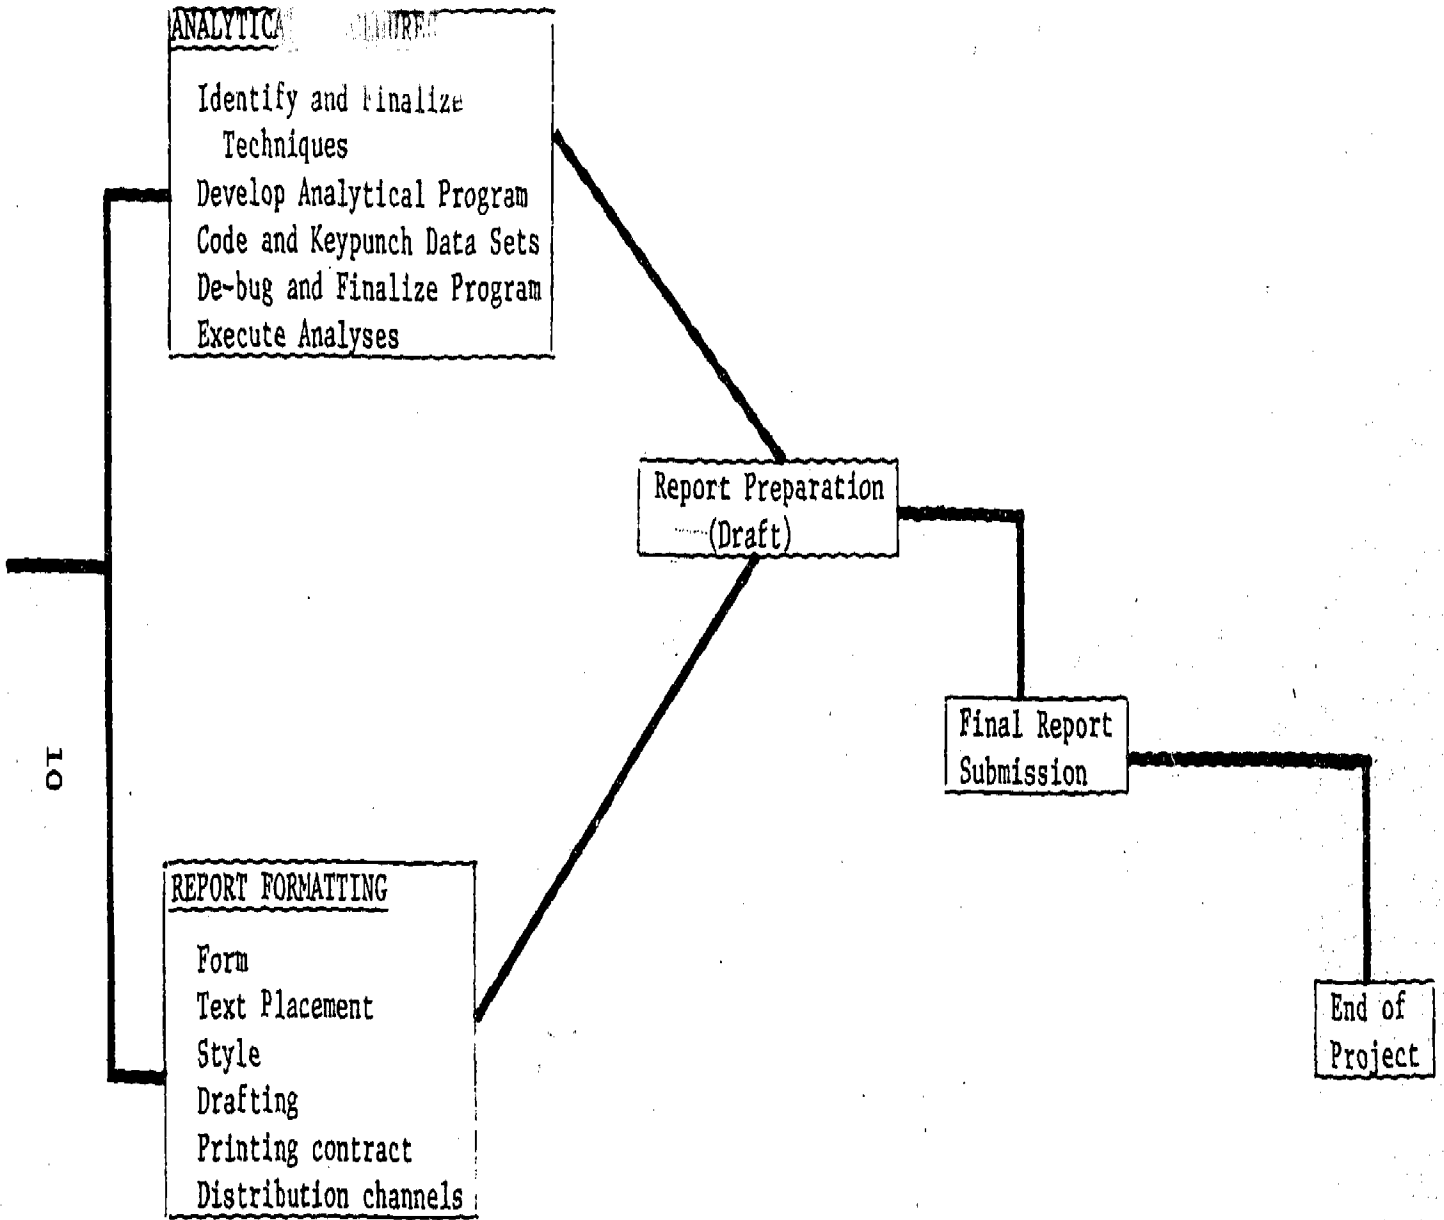 ANALYTICA
Identify and Finalize
Techniques
Develop Analytical Program
Code and Keypunch Data Sets
De-bug and Finalize Program
Execute Analyses
Report Preparation
(Draft)
Final Report
Submission
10
REPORT FORMATTING
Form
Text Placement
Style
Drafting
Printing contract
Distribution channels
End of
Project